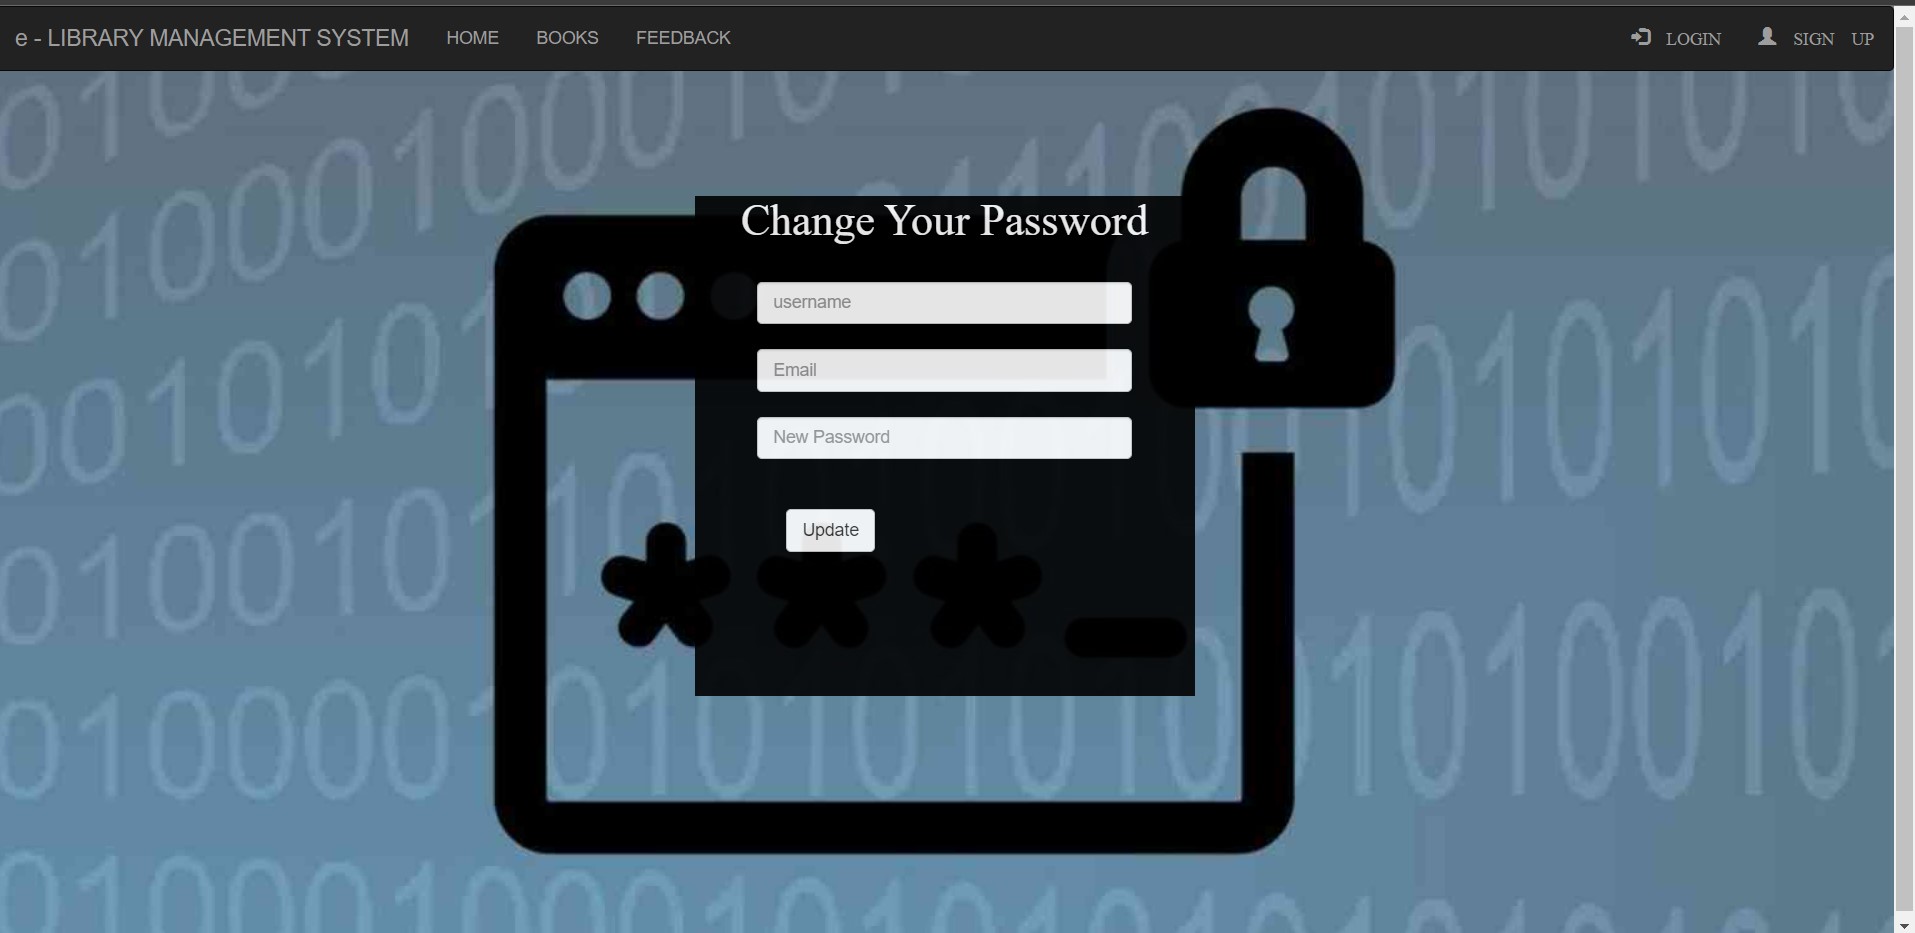 e - LIBRARY MANAGEMENT SYSTEM HOME BOOKS FEEDBACK LOGIN SIGN UP
Change Your Password
username
Email
New Password
Update